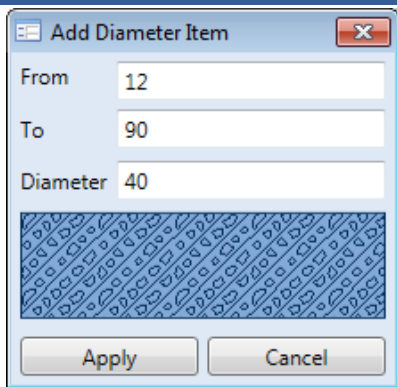 Add Diameter Item
From 12
To 90
Diameter 40
Apply Cancel